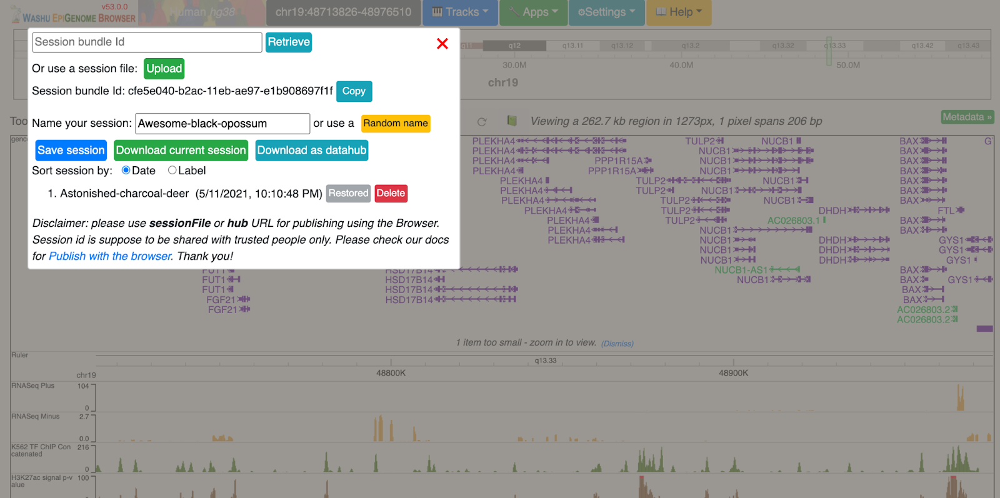 v53.0.0
WASHU EPIGENOME BROWSER
Human hg38
chr19:48713826-48976510
Tracks
Apps
Settings
Help
Session bundle Id
Retrieve
Or use a session file: Upload
Session bundle Id: cfe5e040-b2ac-11eb-ae97-e1b908697f1f Copy
Name your session: Awesome-black-opossum or use a Random name
Save session Download current session Download as datahub
Sort session by: Date Label
1. Astonished-charcoal-deer (5/11/2021, 10:10:48 PM) Restored Delete
Disclaimer: please use sessionFile or hub URL for publishing using the Browser.
Session id is suppose to be shared with trusted people only. Please check our docs
for Publish with the browser. Thank you!
q11 q12 q13.11 q13.12 q13.2 q13.32 q13.33 q13.42 q13.43
30.0M 40.0M 50.0M
chr19
Too
Viewing a 262.7 kb region in 1273px, 1 pixel spans 206 bp
Metadata »
genc
PLEKHA4 TULP2 NUCB1 BAX G
PLEKHA4 NUCB1 BAX
PLEKHA4 PPP1R15A NUCB1 BAX
PLEKHA4 PPP1R15A NUCB1 BAX
PLEKHA4 TULP2 NUCB1 BAX
PLEKHA4 TULP2 NUCB1 BAX
PLEKHA4 TULP2 NUCB1 BAX
PLEKHA4 TULP2 DHDH FTL
PLEKHA4 TULP2 AC026803.1 BAX
PLEKHA4 NUCB1 BAX
PLEKHA4 NUCB1 DHDH GYS1
NUCB1 DHDH BAX GYS1
NUCB1 DHDH GYS1
FUT1 HSD17B14 NUCB1-AS1 BAX
FUT1 HSD17B14 NUCB1 BAX GYS1
FUT1 HSD17B14 BAX
FGF21 HSD17B14 BAX
FGF21 AC026803.2
AC026803.2
1 item too small - zoom in to view. (Dismiss)
Ruler
q13.33
chr19 48800K 48900K
RNASeq Plus 104
0
RNASeq Minus 2.7
0.0
K562 TF ChIP Con 216
catenated
0
H3K27ac signal p-v 100
alue